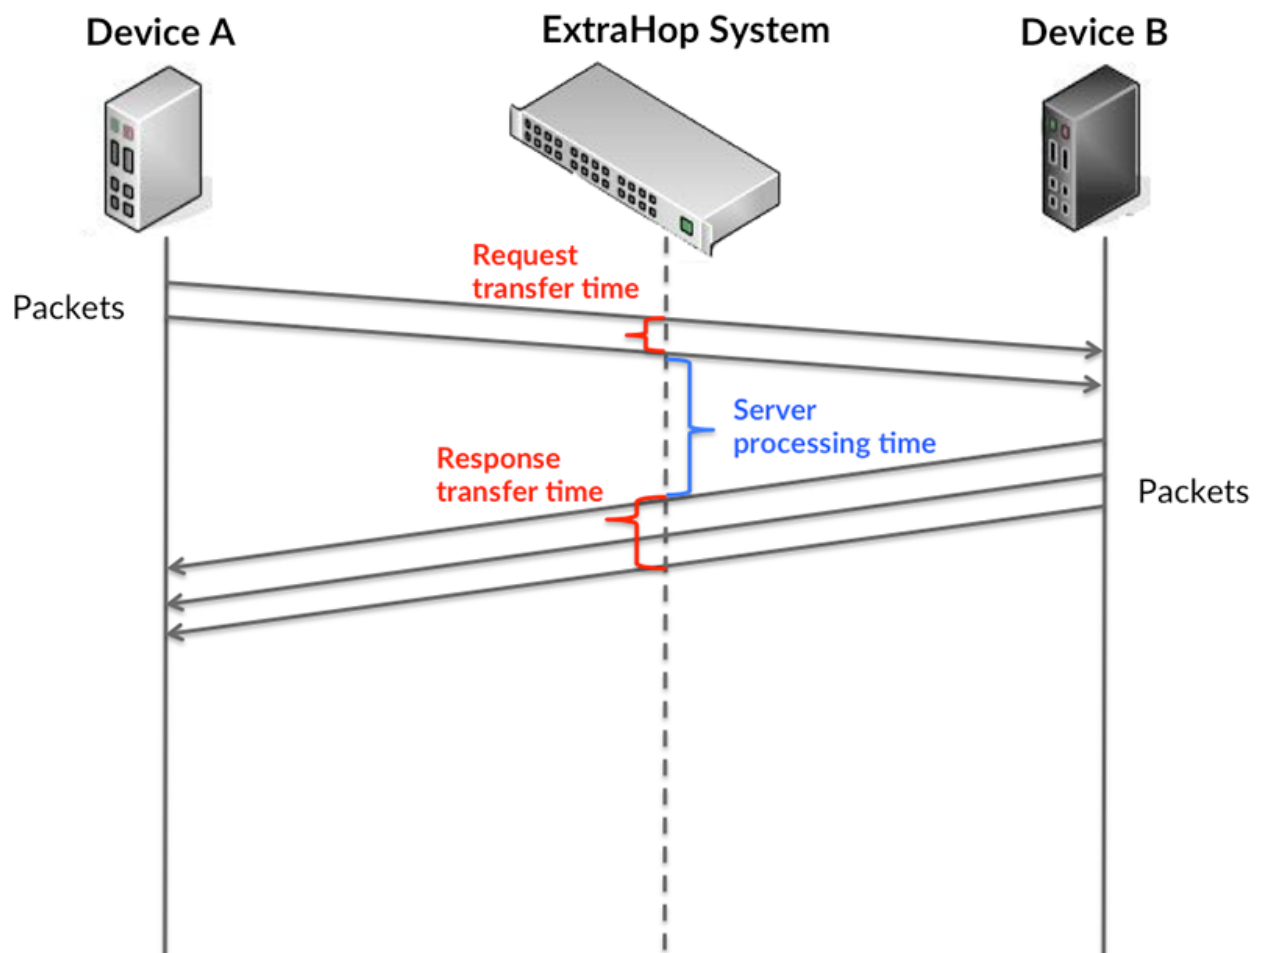 Device A
ExtraHop System
Device B
Request
transfer time
Packets
Server
processing time
Response
transfer time
Packets